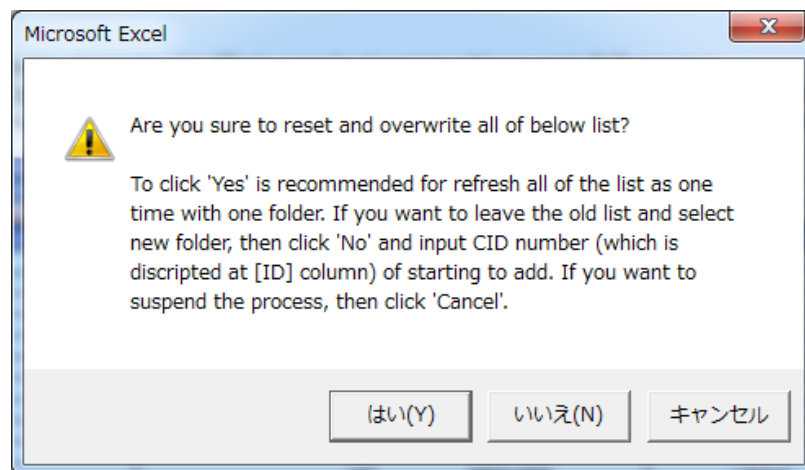 Microsoft Excel
Are you sure to reset and overwrite all of below list?
To click 'Yes' is recommended for refresh all of the list as one
time with one folder. If you want to leave the old list and select
new folder, then click 'No' and input CID number (which is
discripted at [ID] column) of starting to add. If you want to
suspend the process, then click 'Cancel'.
はい(Y)
いいえ(N)
キャンセル